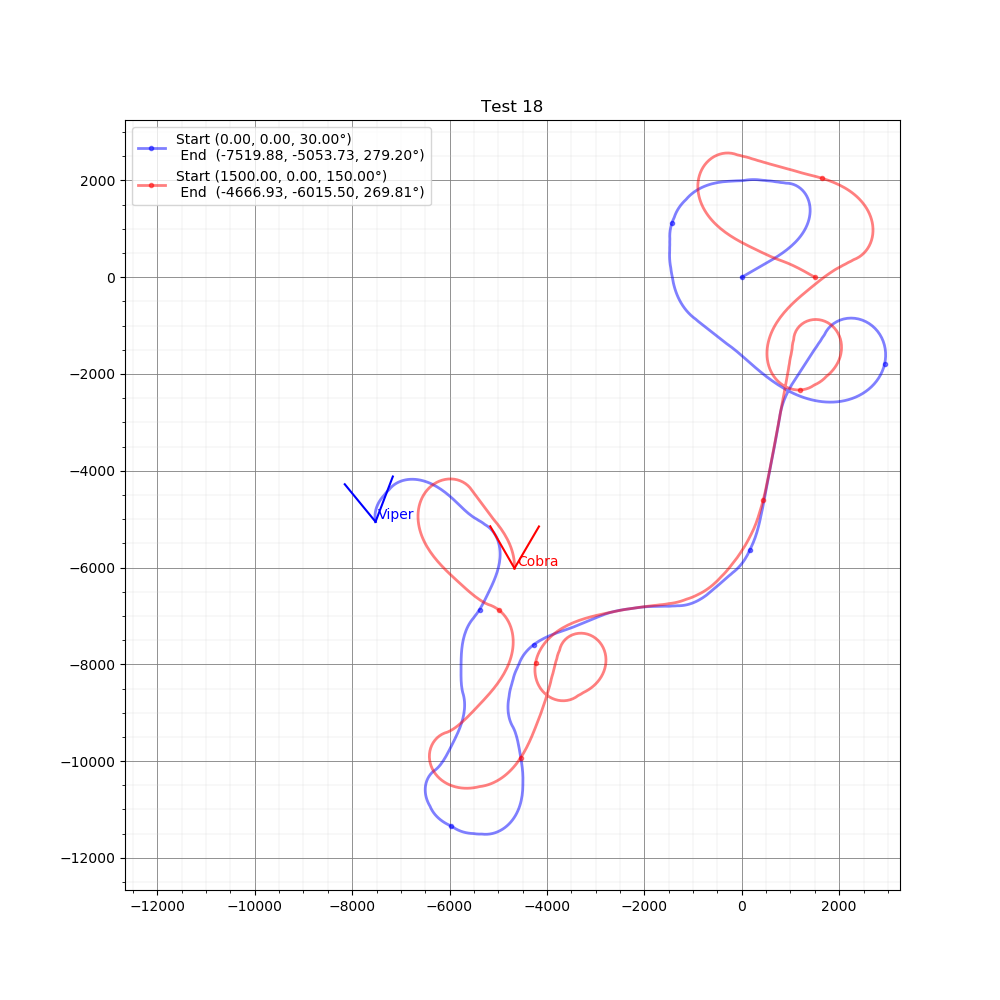 Test 18
Start (0.00, 0.00, 30.00°)
End (-7519.88, -5053.73, 279.20°)
Start (1500.00, 0.00, 150.00°)
End (-4666.93, -6015.50, 269.81°)
2000
0
−2000
−4000
Viper
Cobra
−6000
−8000
−10000
−12000
−12000 −10000 −8000 −6000 −4000 −2000 0 2000